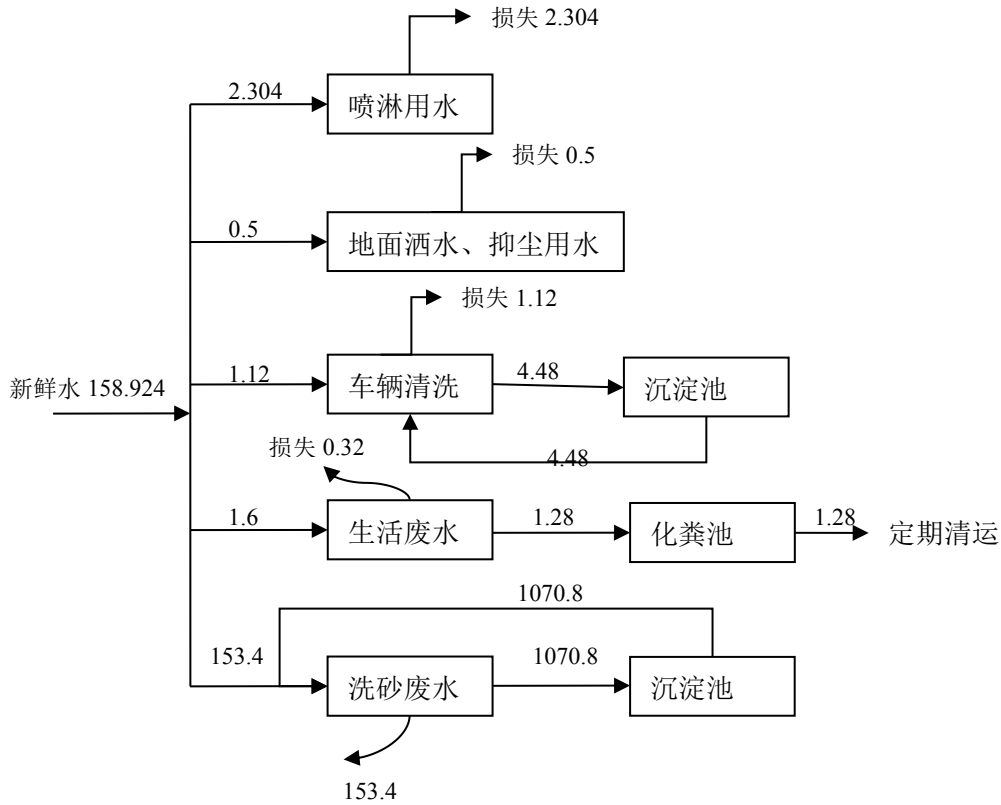 损失 2.304
2.304
喷淋用水
损失 0.5
0.5
地面洒水、抑尘用水
损失 1.12
新鲜水 158.924
1.12
车辆清洗
4.48
沉淀池
4.48
损失 0.32
1.6
生活废水
1.28
化粪池
1.28
定期清运
1070.8
153.4
洗砂废水
1070.8
沉淀池
153.4